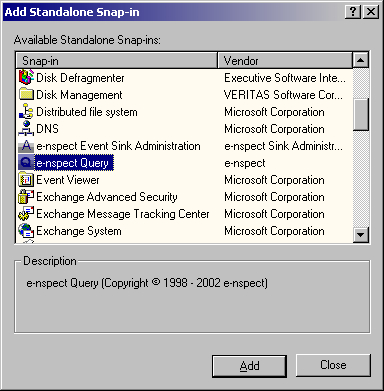 Add Standalone Snap-in
Available Standalone Snap-ins:
Snap-in Vendor
Disk Defragmenter Executive Software Inte...
Disk Management VERITAS Software Cor...
Distributed file system Microsoft Corporation
DNS Microsoft Corporation
e-nspect Event Sink Administration e-nspect Sink Administr...
e-nspect Query e-nspect
Event Viewer Microsoft Corporation
Exchange Advanced Security Microsoft Corporation
Exchange Message Tracking Center Microsoft Corporation
Exchange System Microsoft Corporation
Description
e-nspect Query (Copyright © 1998 - 2002 e-nspect)
Add Close